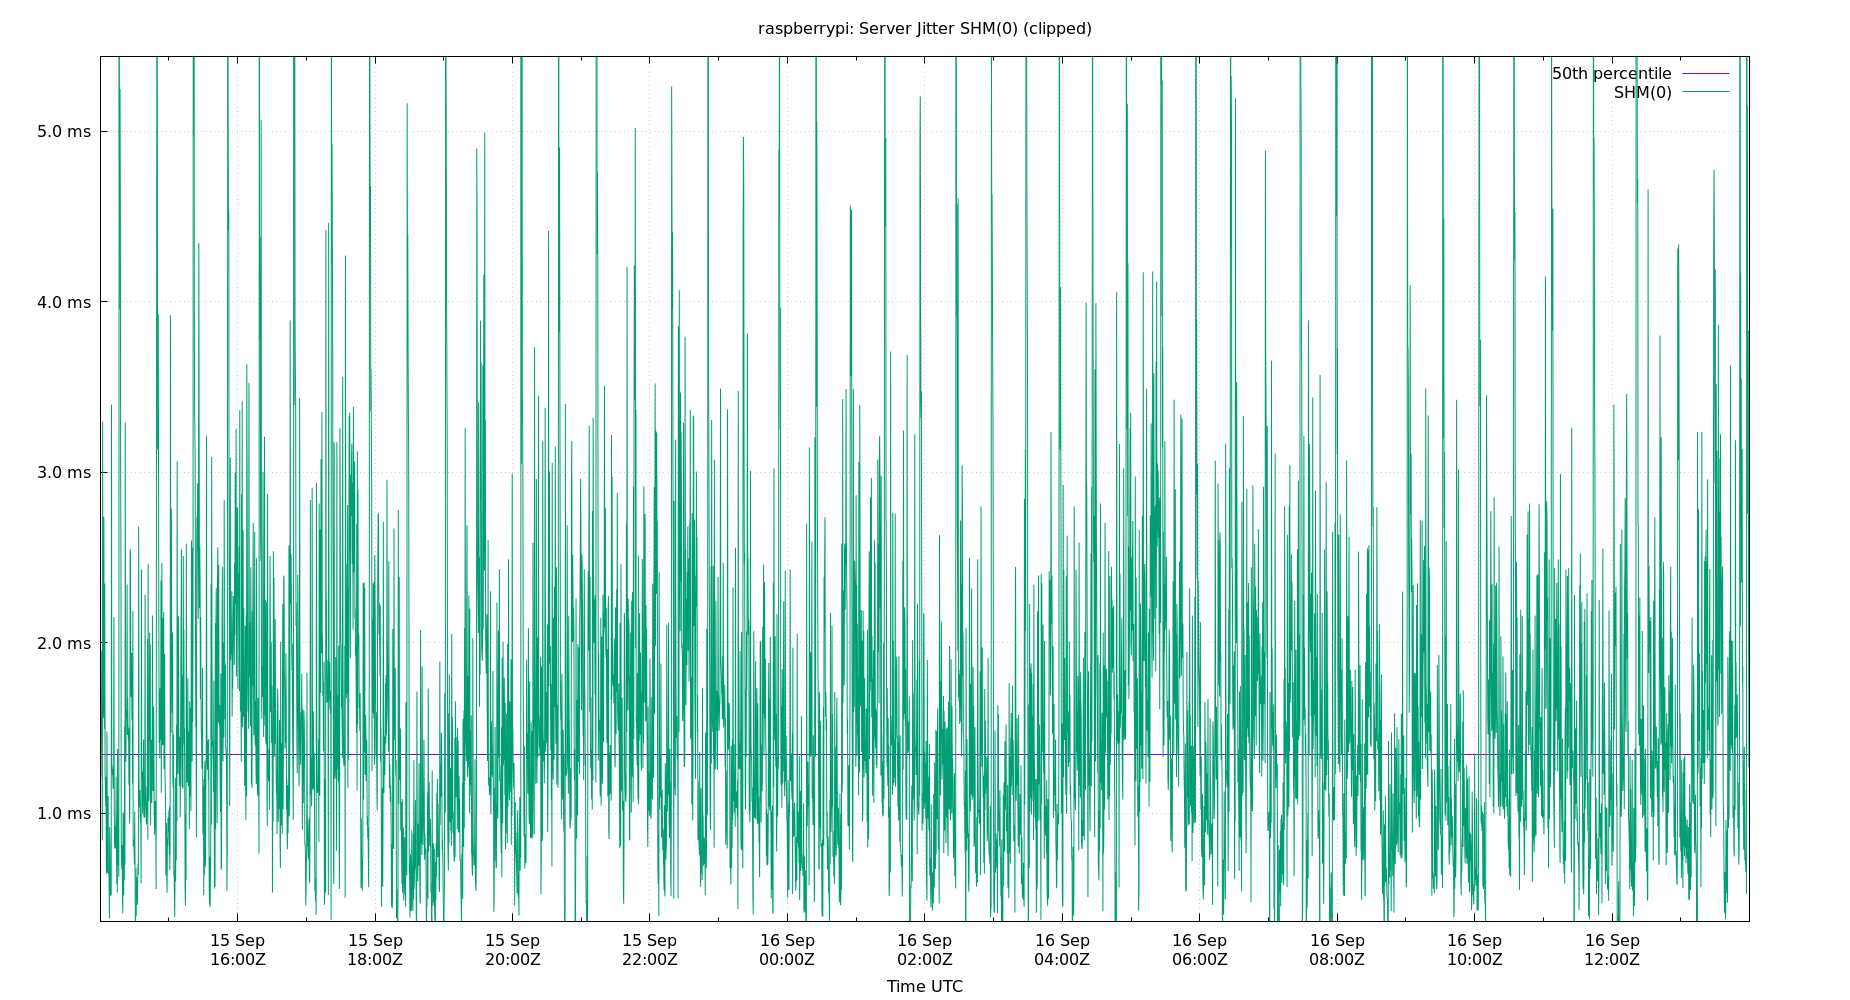 raspberrypi: Server Jitter SHM(0) (clipped)
50th percentile
SHM(0)
5.0 ms
4.0 ms
3.0 ms
2.0 ms
1.0 ms
15 Sep 15 Sep 15 Sep 15 Sep 16 Sep 16 Sep 16 Sep 16 Sep 16 Sep 16 Sep 16 Sep
16:00Z 18:00Z 20:00Z 22:00Z 00:00Z 02:00Z 04:00Z 06:00Z 08:00Z 10:00Z 12:00Z
Time UTC